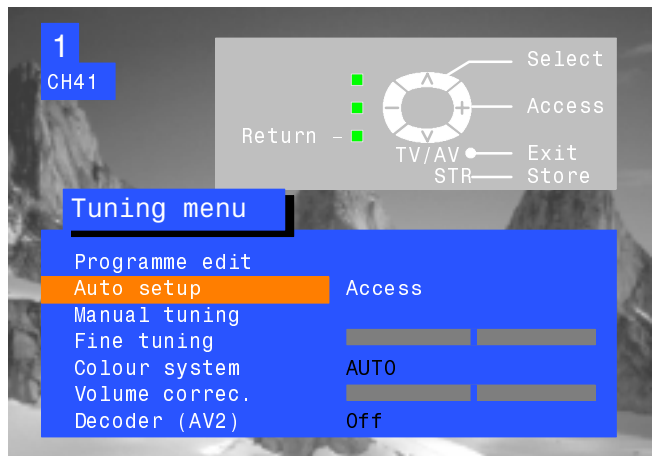 1
CH41
Select
Access
Return
TV/AV Exit
STR Store
Tuning menu
Programme edit
Auto setup Access
Manual tuning
Fine tuning
Colour system AUTO
Volume correc.
Decoder (AV2) Off